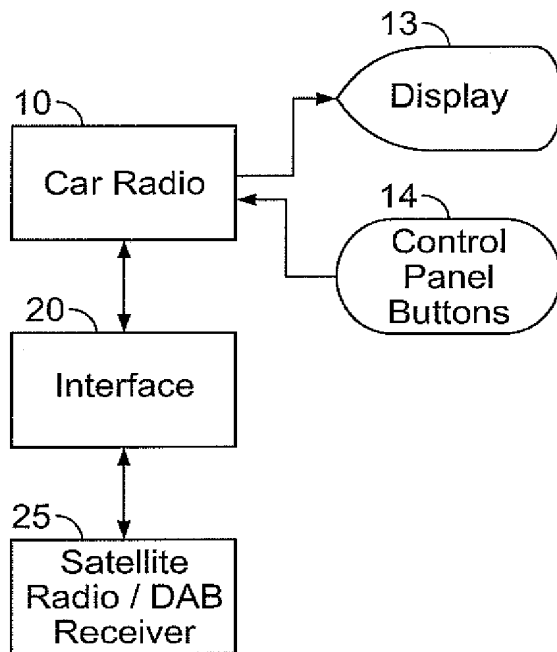 13
Display
10
Car Radio
14
Control
Panel
Buttons
20
Interface
25
Satellite
Radio / DAB
Receiver